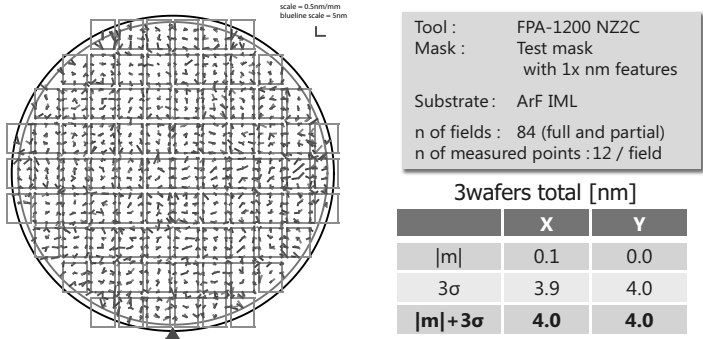 scale = 0.5nm/mm
blueline scale = 5nm
Tool : FPA-1200 NZ2C
Mask : Test mask
with 1x nm features
Substrate : ArF IML
n of fields : 84 (full and partial)
n of measured points : 12 / field
3wafers total [nm]
X Y
|m| 0.1 0.0
3σ 3.9 4.0
|m|+3σ 4.0 4.0